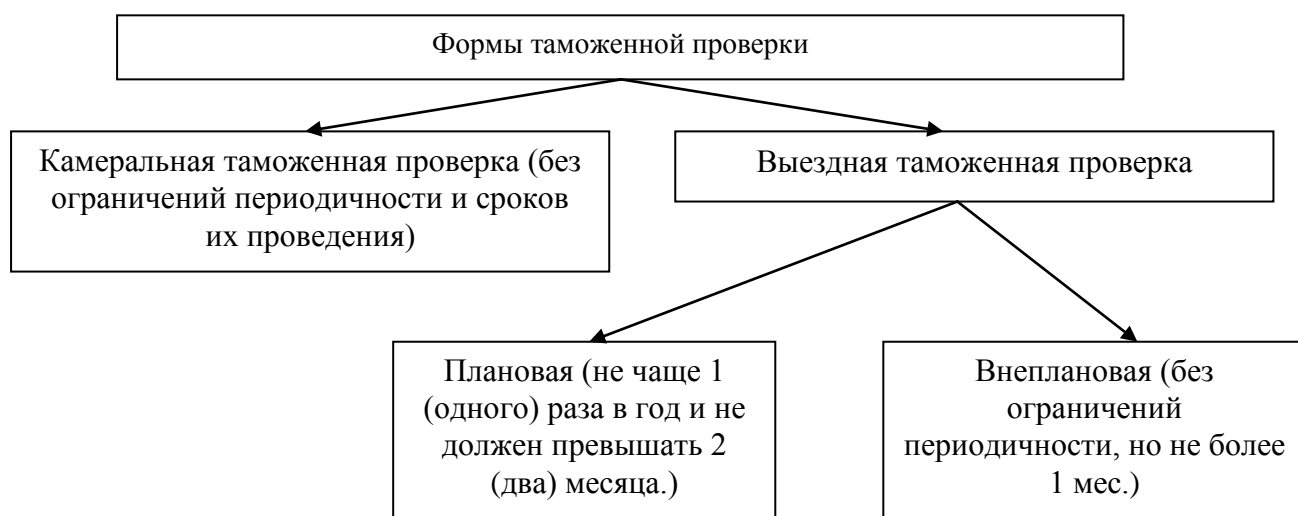 Формы таможенной проверки
Камеральная таможенная проверка (без
ограничений периодичности и сроков
их проведения)
Выездная таможенная проверка
Плановая (не чаще 1
(одного) раза в год и не
должен превышать 2
(два) месяца.)
Внеплановая (без
ограничений
периодичности, но не более
1 мес.)